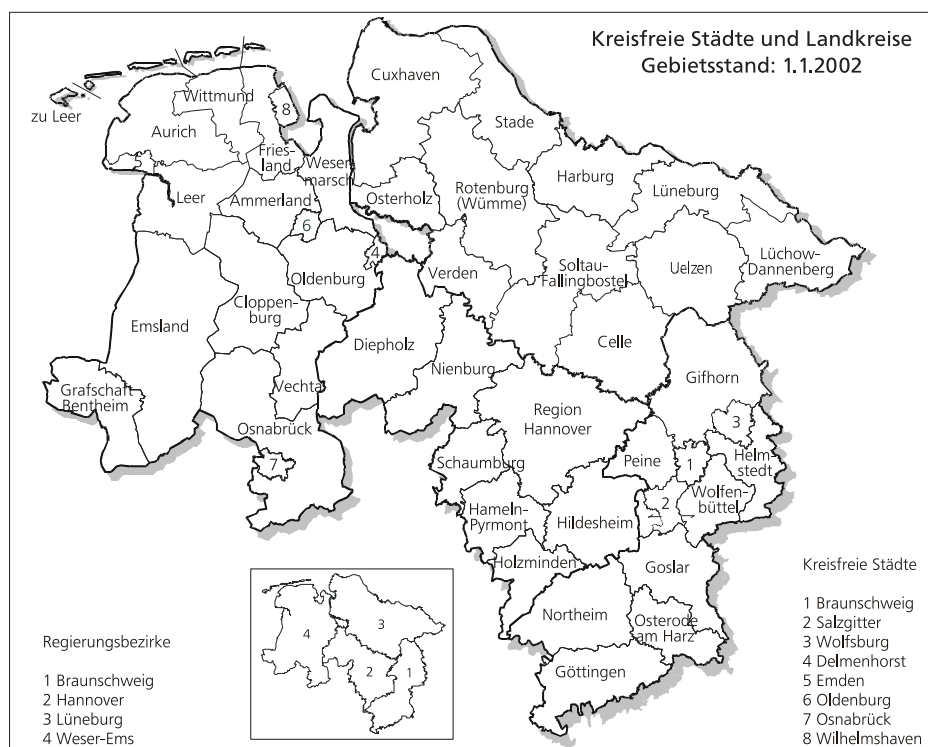 Kreisfreie Städte und Landkreise
Gebietsstand: 1.1.2002
Cuxhaven
Wittmund
8
zu Leer
Aurich
Stade
Fries-
land
Weser-
marsch
Harburg
Lüneburg
Leer
Ammerland
Osterholz
Rotenburg
(Wümme)
6
4
Oldenburg
Verden
Soltau-
Fallingbostel
Uelzen
Lüchow-
Dannenberg
Cloppen-
burg
Emsland
Diepholz
Celle
Nienburg
Gifhorn
Grafschaft
Bentheim
Vechta
Region
Hannover
Osnabrück
3
7
Schaumburg
Peine
1
Helm-
stedt
Hameln-
Pyrmont
Hildesheim
2
Wolfen-
büttel
Holzminden
Goslar
Northeim
Osterode
am Harz
Göttingen
4
3
2
1
Regierungsbezirke
1 Braunschweig
2 Hannover
3 Lüneburg
4 Weser-Ems
Kreisfreie Städte
1 Braunschweig
2 Salzgitter
3 Wolfsburg
4 Delmenhorst
5 Emden
6 Oldenburg
7 Osnabrück
8 Wilhelmshaven